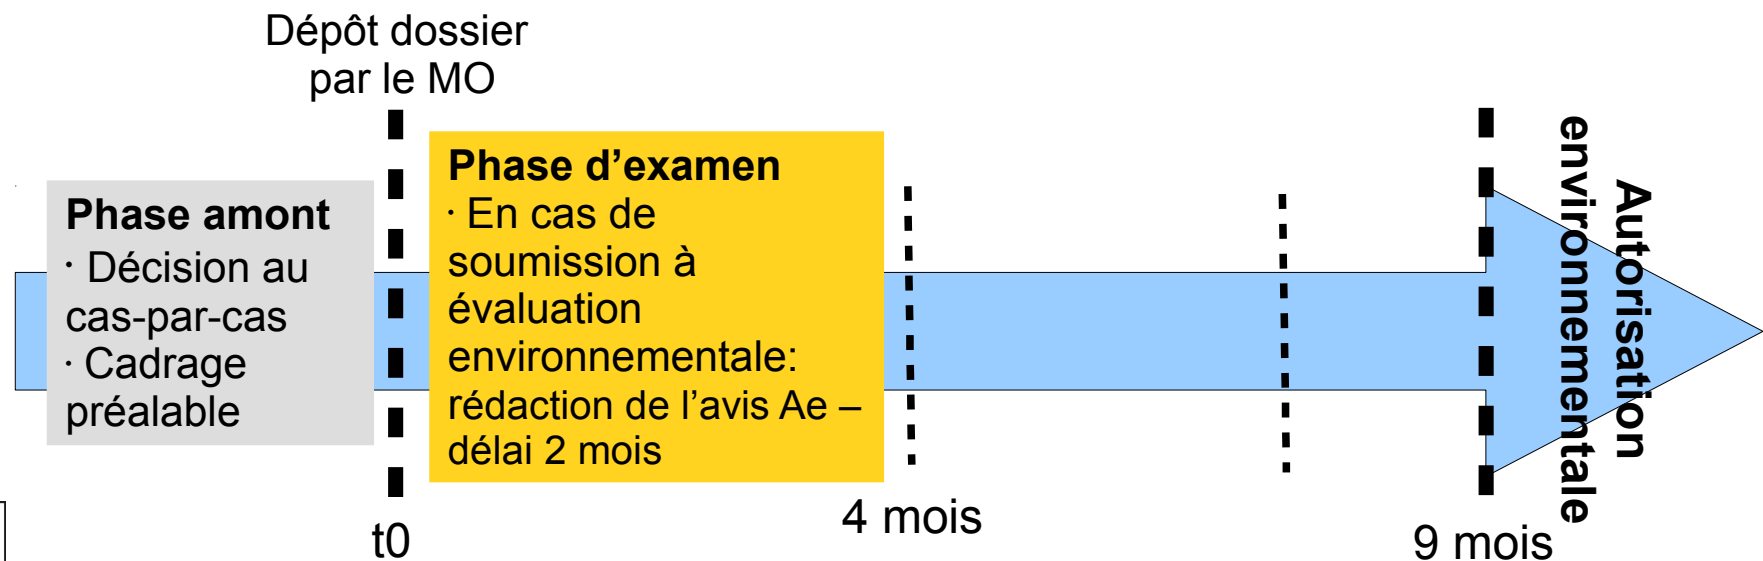 Dépôt dossier
par le MO
Phase amont
· Décision au
cas-par-cas
· Cadrage
préalable
Phase d’examen
· En cas de
soumission à
évaluation
environnementale:
rédaction de l’avis Ae –
délai 2 mois
Autorisation
environnementale
t0
4 mois
9 mois